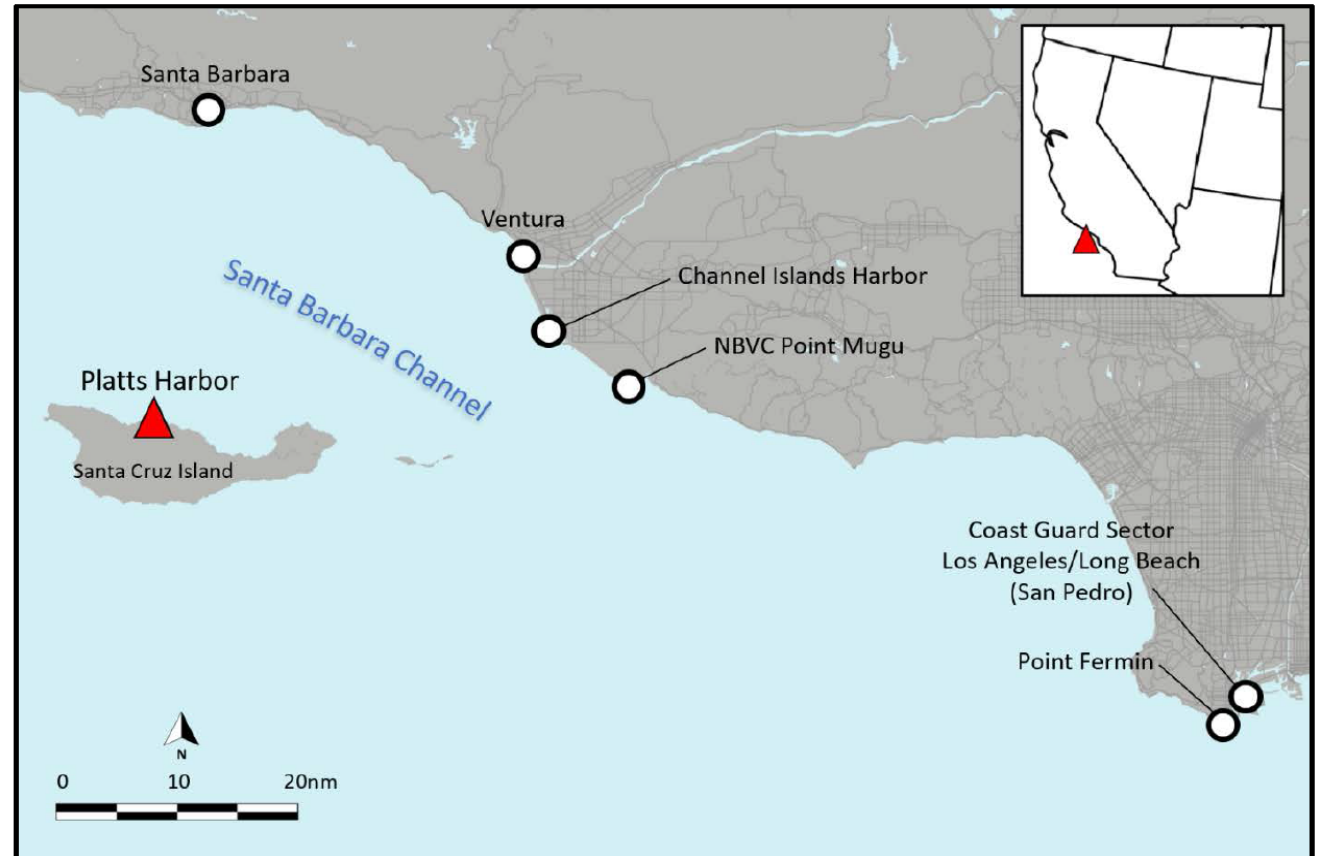 Santa Barbara
Ventura
Channel Islands Harbor
Santa Barbara Channel
NBVC Point Mugu
Platts Harbor
Santa Cruz Island
Coast Guard Sector
Los Angeles/Long Beach
(San Pedro)
Point Fermin
N
0 10 20nm